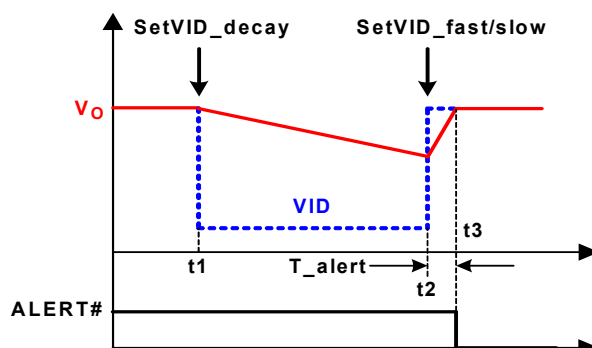 SetVID_decay SetVID_fast/slow
VO
VID
t3
t1 T_alert t2
ALERT#